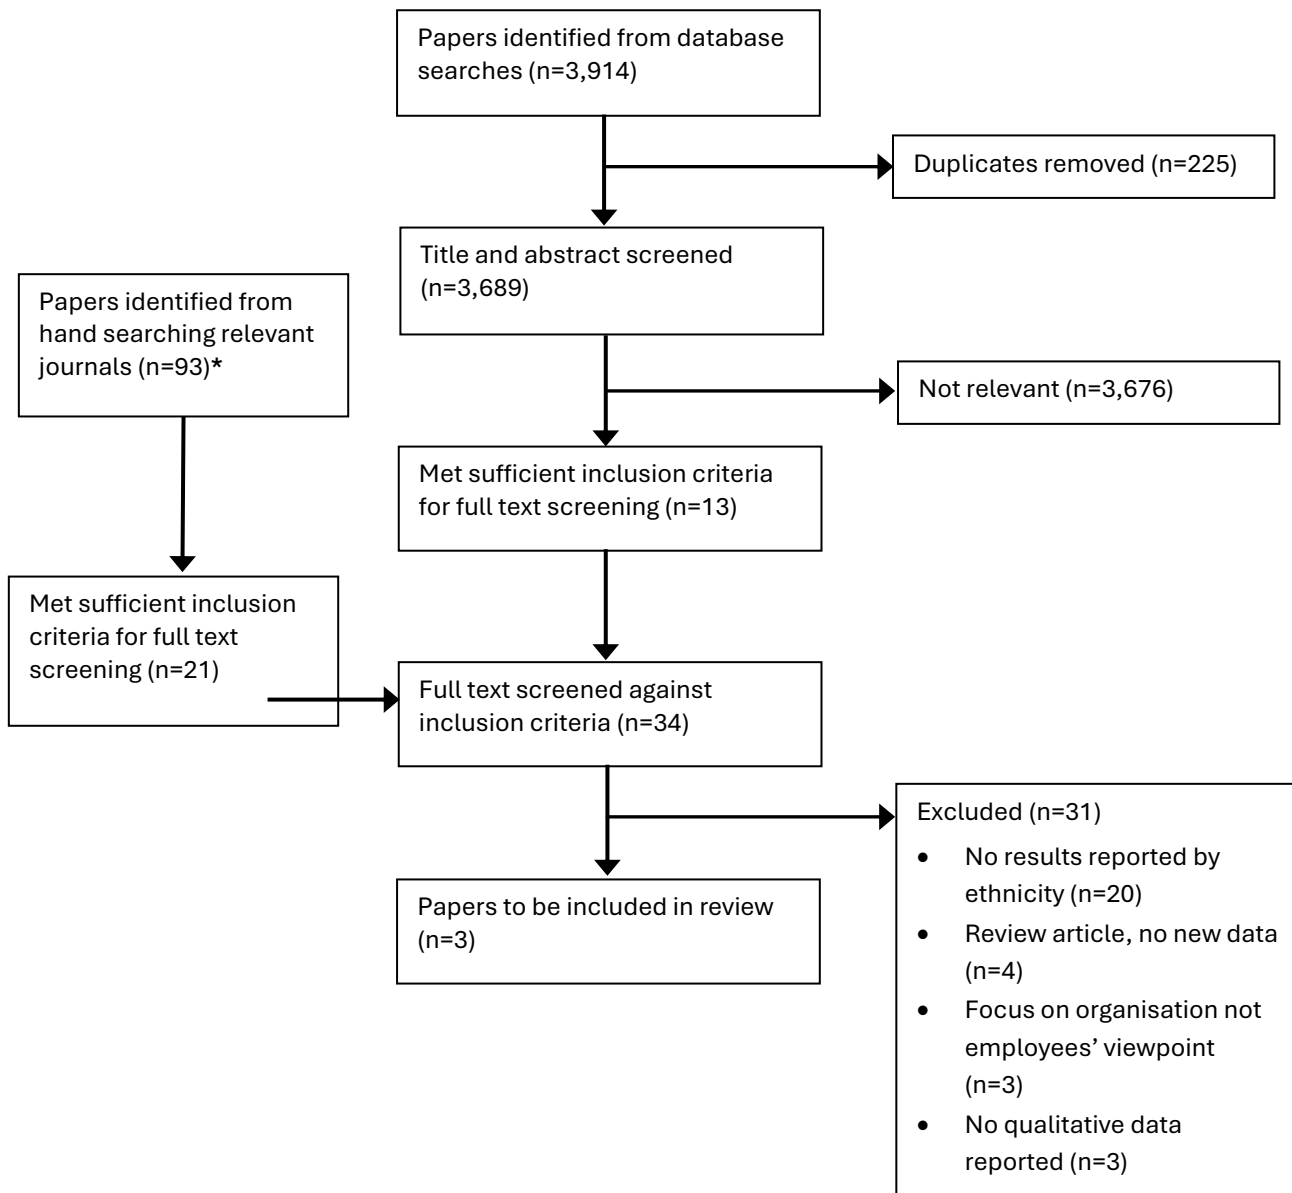 Papers identified from database
searches (n=3,914)
Duplicates removed (n=225)
Title and abstract screened
(n=3,689)
Papers identified from
hand searching relevant
journals (n=93)*
Not relevant (n=3,676)
Met sufficient inclusion criteria
for full text screening (n=13)
Met sufficient inclusion
criteria for full text
screening (n=21)
Full text screened against
inclusion criteria (n=34)
Excluded (n=31)
• No results reported by
ethnicity (n=20)
• Review article, no new data
(n=4)
• Focus on organisation not
employees’ viewpoint
(n=3)
• No qualitative data
reported (n=3)
Papers to be included in review
(n=3)